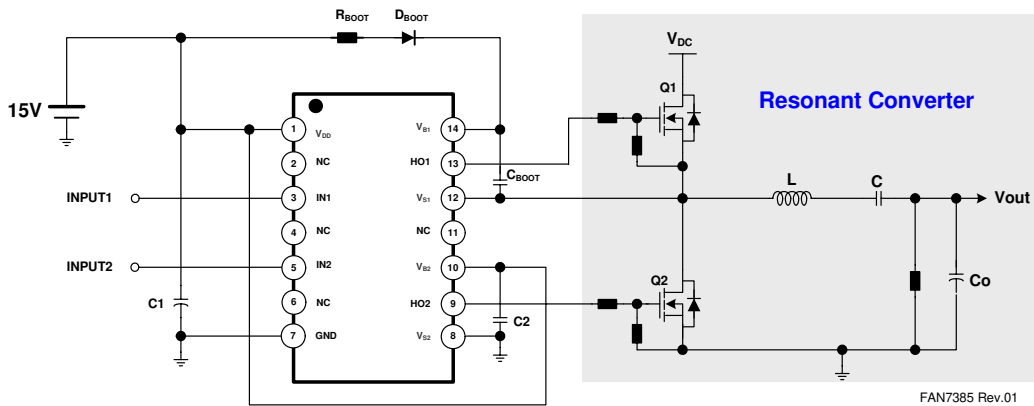 RBOOT DBOOT
VDC
15V
Q1
Resonant Converter
1 VDD VB1 14
2 NC HO1 13
CBOOT
INPUT1 3 IN1 VS1 12
L C Vout
4 NC NC 11
INPUT2 5 IN2 VB2 10
Q2 Co
C1 6 NC HO2 9
C2
7 GND VS2 8
FAN7385 Rev.01